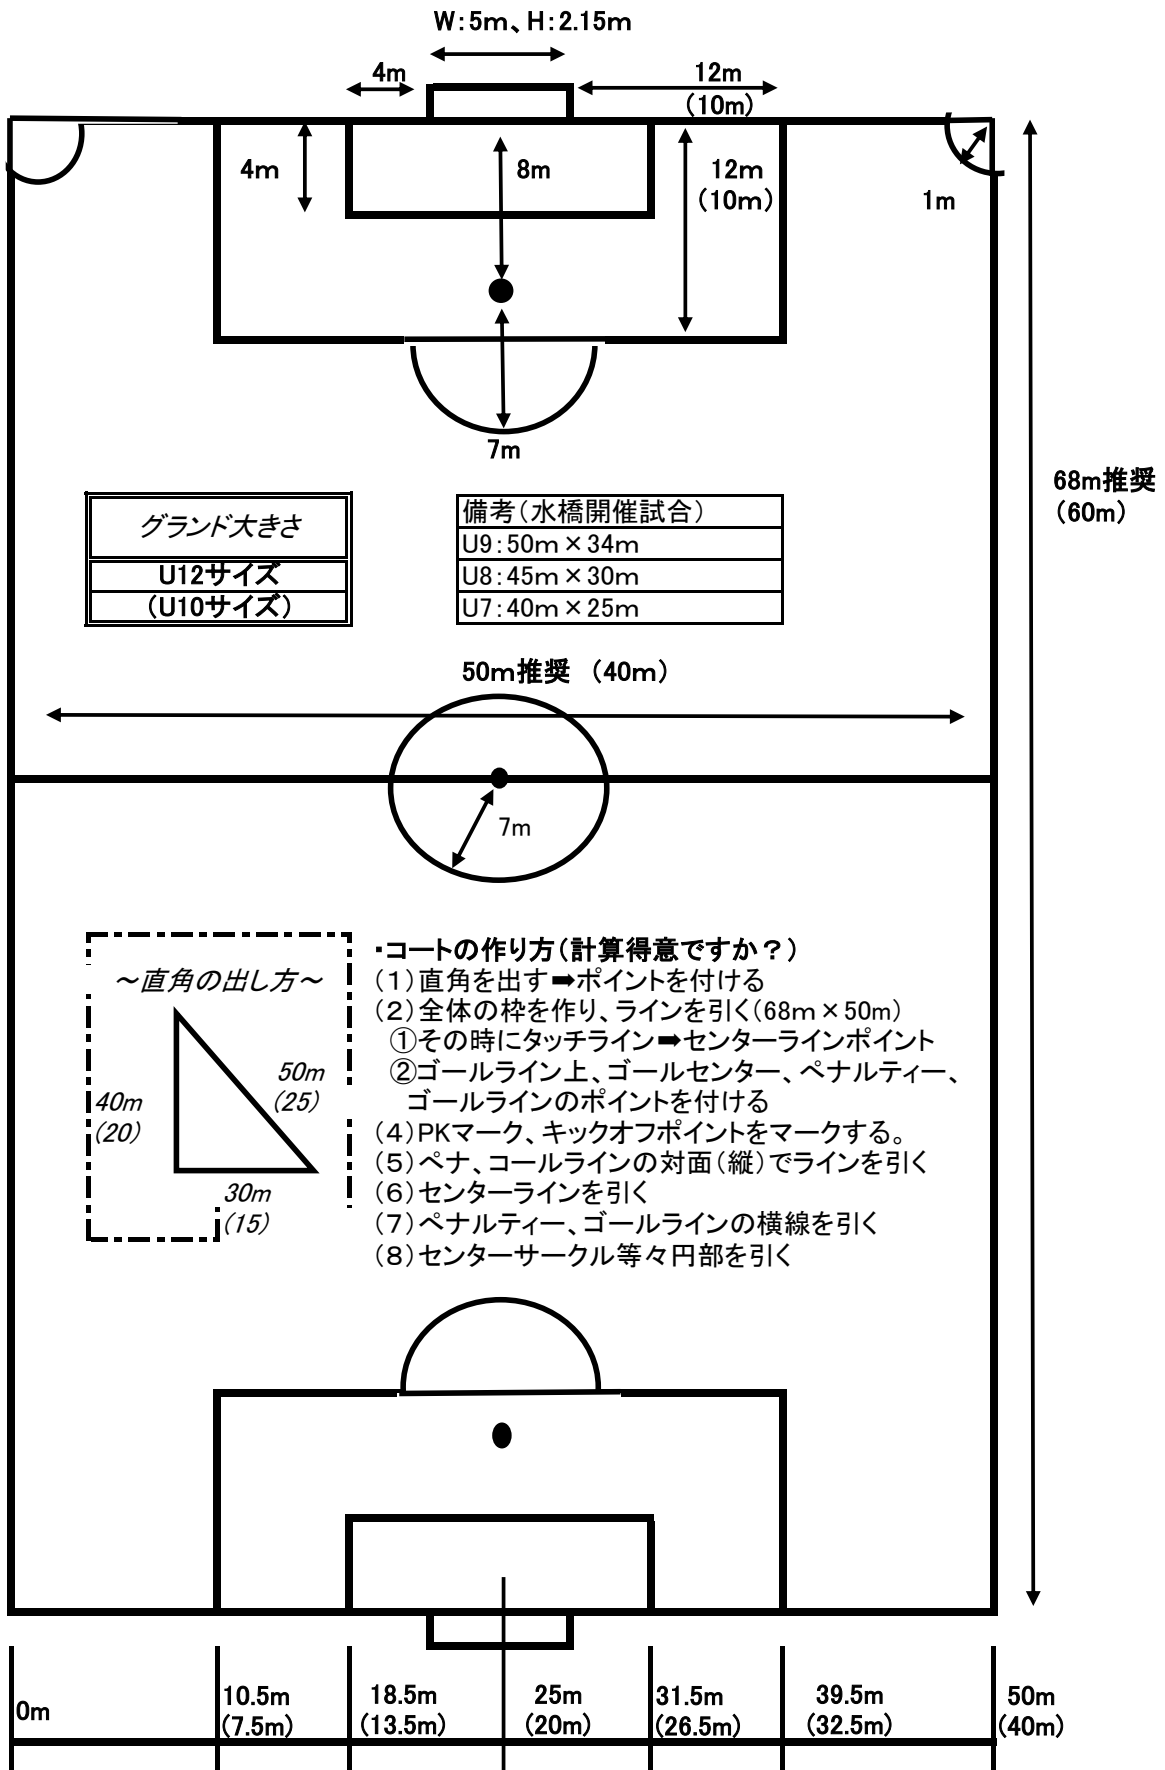 W：5m、H：2.15m
4m
12m
（10m）
4m
8m
12m
（10m）
1m
7m
68m推奨
（60m）
グランド大きさ
U12サイズ
（U10サイズ）
備考（水橋開催試合）
U9：50m×34m
U8：45m×30m
U7：40m×25m
50m推奨　（40m）
7m
～直角の出し方～
50m
(25)
40m
(20)
30m
(15)
・コートの作り方（計算得意ですか？）
（１）直角を出す➡ポイントを付ける
（２）全体の枠を作り、ラインを引く（68m×50m）
①その時にタッチライン➡センターラインポイント
②ゴールライン上、ゴールセンター、ペナルティー、
ゴールラインのポイントを付ける
（４）PKマーク、キックオフポイントをマークする。
（５）ペナ、コールラインの対面（縦）でラインを引く
（６）センターラインを引く
（７）ペナルティー、ゴールラインの横線を引く
（８）センターサークル等々円部を引く
0m
10.5m
（7.5m）
18.5m
（13.5m）
25m
（20m）
31.5m
（26.5m）
39.5m
（32.5m）
50m
（40m）